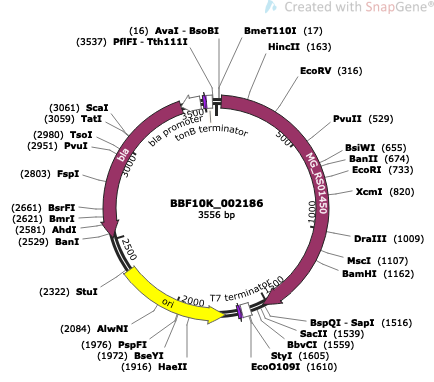 Created with SnapGene®
(16) AvaI - BsoBI
(3537) PflFI - Tth111I
BmeT110I (17)
HincII (163)
EcoRV (316)
PvuII (529)
BsiWI (655)
BanII (674)
EcoRI (733)
XcmI (820)
DraIII (1009)
MscI (1107)
BamHI (1162)
BspQI - SapI (1516)
SacII (1539)
BbvCI (1559)
StyI (1605)
EcoO109I (1610)
(3061) ScaI
(3059) TatI
(2980) TsoI
(2951) PvuI
(2803) FspI
(2661) BsrFI
(2621) BmrI
(2581) AhdI
(2529) BanI
(2322) StuI
(2084) AlwNI
(1976) PspFI
(1972) BseYI
(1916) HaeII
BBF10K_002186
3556 bp
bla promoter
tonB terminator
T7 terminator
bla
MG_RS01450
ori
500
1000
1500
2000
2500
3000
3500